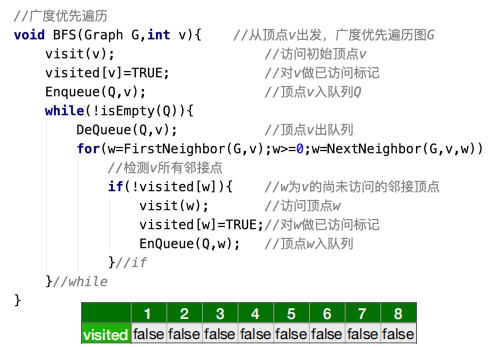 //广度优先遍历
void BFS(Graph G,int v){    //从顶点v出发，广度优先遍历图G
    visit(v);                   //访问初始顶点v
    visited[v]=TRUE;            //对v做已访问标记
    Enqueue(Q,v);               //顶点v入队列Q
    while(!isEmpty(Q)){
        DeQueue(Q,v);           //顶点v出队列
        for(w=FirstNeighbor(G,v);w>=0;w=NextNeighbor(G,v,w))
            //检测v所有邻接点
            if(!visited[w]){    //w为v的尚未访问的邻接顶点
                visit(w);       //访问顶点w
                visited[w]=TRUE;//对w做已访问标记
                EnQueue(Q,w);   //顶点w入队列
            }//if
    }//while
}
1 2 3 4 5 6 7 8
visited false false false false false false false false